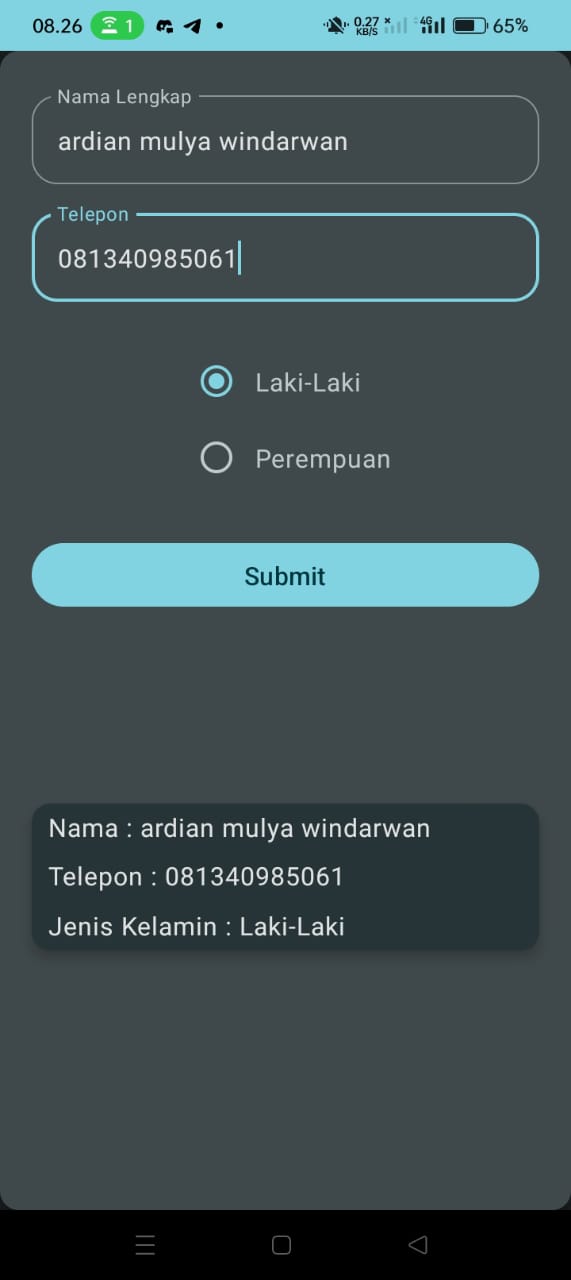 08.26 1 0.27 KB/S 4G 65%
Nama Lengkap
ardian mulya windarwan
Telepon
081340985061
Laki-Laki
Perempuan
Submit
Nama : ardian mulya windarwan
Telepon : 081340985061
Jenis Kelamin : Laki-Laki